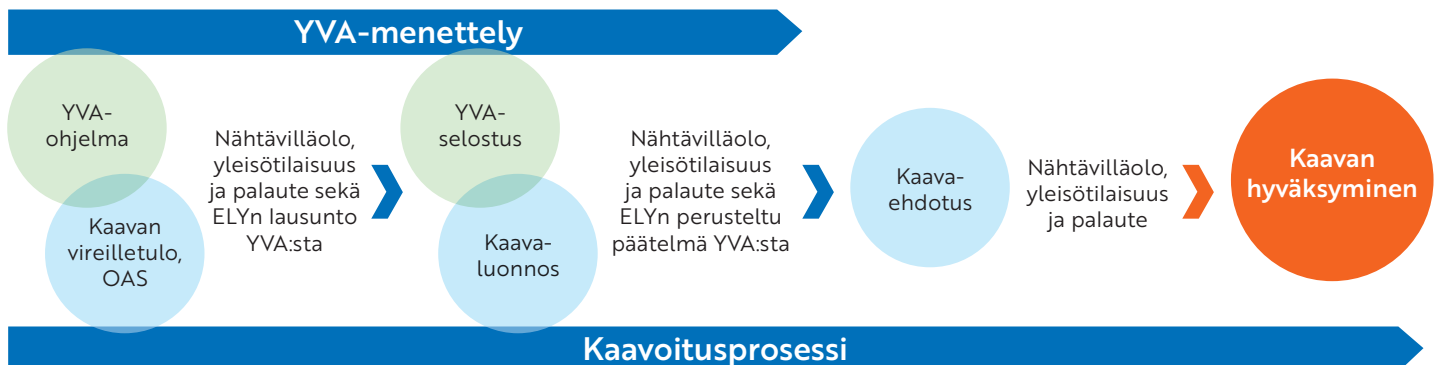 YVA-menettely
YVA-
ohjelma
Kaavan
vireilletulo,
OAS
Nähtävilläolo,
yleisötilaisuus
ja palaute sekä
ELYn lausunto
YVA:sta
YVA-
selostus
Kaava-
luonnos
Nähtävilläolo,
yleisötilaisuus
ja palaute sekä
ELYn perusteltu
päätelmä YVA:sta
Kaava-
ehdotus
Nähtävilläolo,
yleisötilaisuus
ja palaute
Kaavan
hyväksyminen
Kaavoitusprosessi